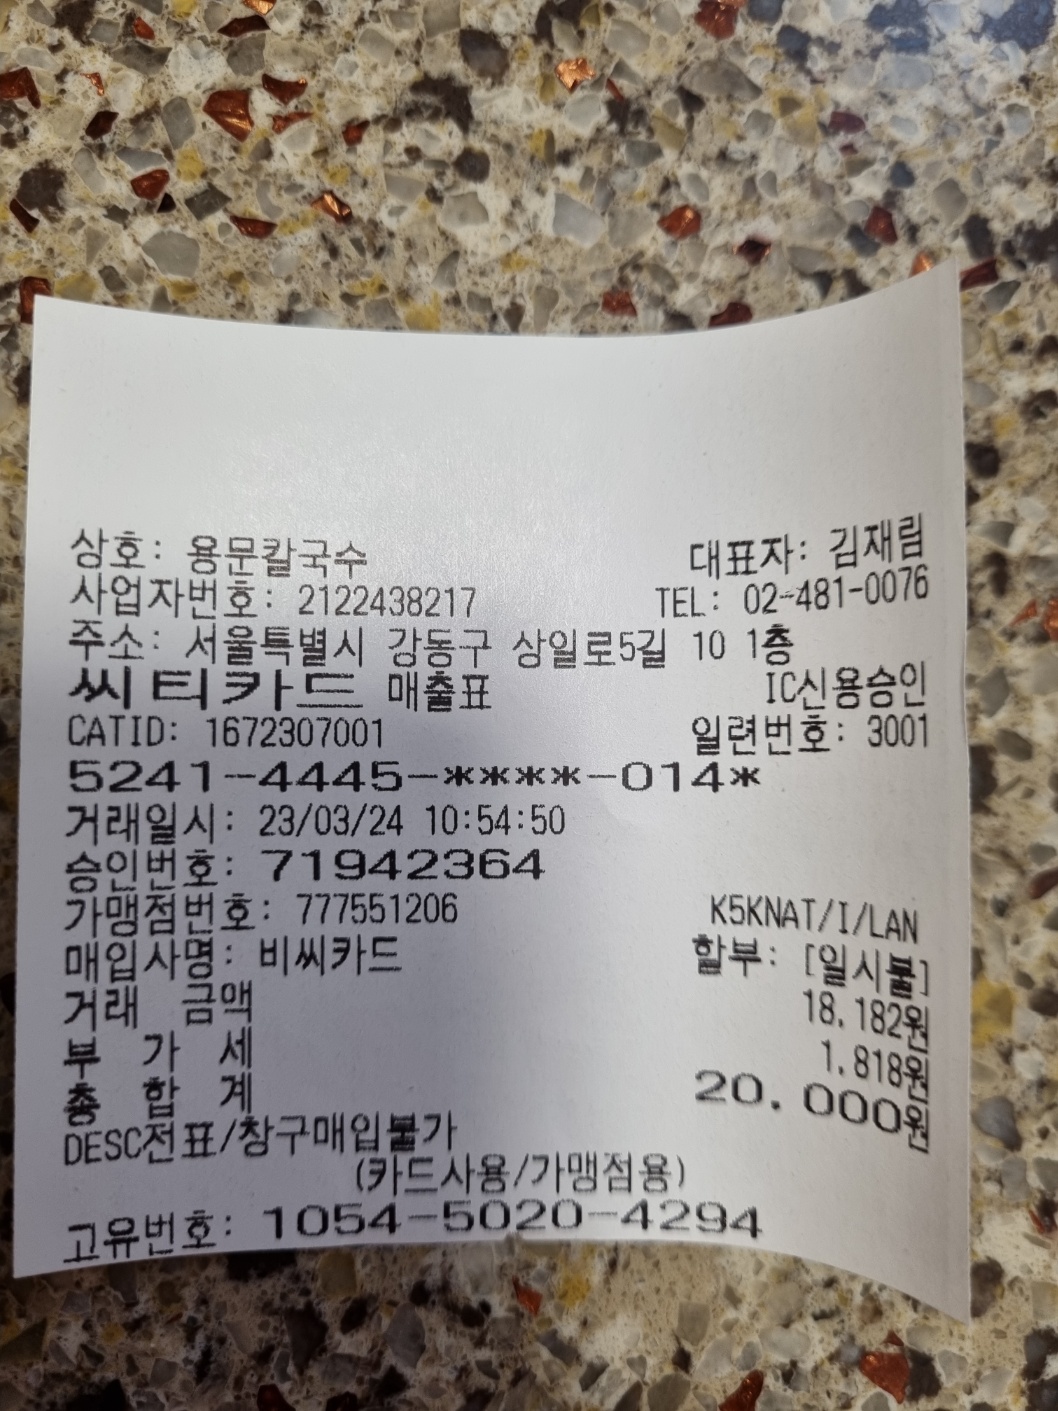 상호: 용문칼국수 대표자: 김재림
사업자번호: 2122438217 TEL: 02-481-0076
주소: 서울특별시 강동구 상일로5길 10 1층
씨티카드 매출표 IC신용승인
CATID: 1672307001 일련번호: 3001
5241-4445-****-014*
거래일시: 23/03/24 10:54:50
승인번호: 71942364
가맹점번호: 777551206 K5KNAT/I/LAN
매입사명: 비씨카드 할부: [일시불]
거래 금액 18,182원
부 가 세 1,818원
총 합 계 20,000원
DESC전표/창구매입불가
(카드사용/가맹점용)
고유번호: 1054-5020-4294